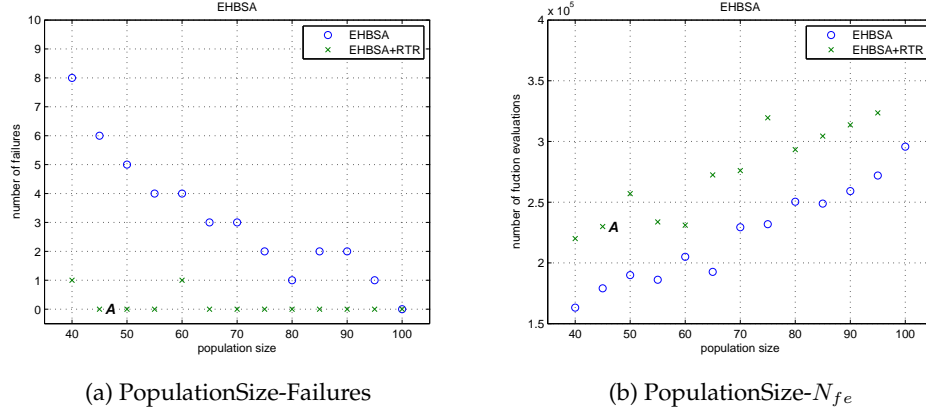 EHBSA
10
9
8
7
6
5
4
3
2
1
0
number of failures
EHBSA
EHBSA+RTR
A
40 50 60 70 80 90 100
population size
(a) PopulationSize-Failures
EHBSA
x 10^5
4
3.5
3
2.5
2
1.5
number of fuction evaluations
EHBSA
EHBSA+RTR
A
40 50 60 70 80 90 100
population size
(b) PopulationSize-N_{fe}